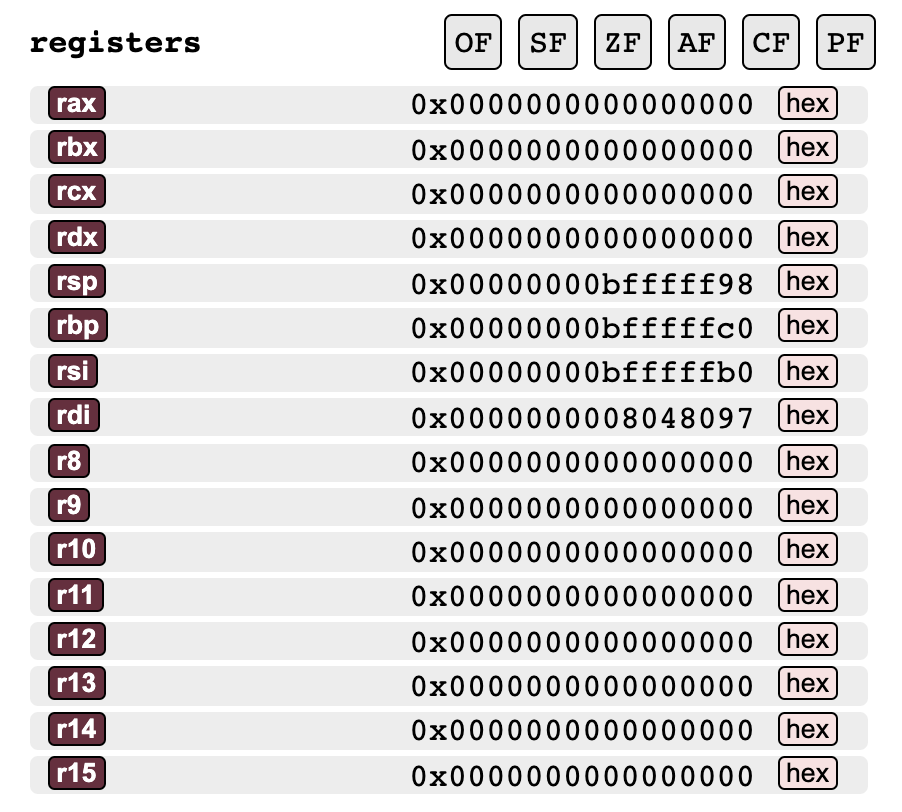 registers OF SF ZF AF CF PF
rax 0x0000000000000000 hex
rbx 0x0000000000000000 hex
rcx 0x0000000000000000 hex
rdx 0x0000000000000000 hex
rsp 0x00000000bfffff98 hex
rbp 0x00000000bfffffc0 hex
rsi 0x00000000bfffffb0 hex
rdi 0x0000000008048097 hex
r8 0x0000000000000000 hex
r9 0x0000000000000000 hex
r10 0x0000000000000000 hex
r11 0x0000000000000000 hex
r12 0x0000000000000000 hex
r13 0x0000000000000000 hex
r14 0x0000000000000000 hex
r15 0x0000000000000000 hex